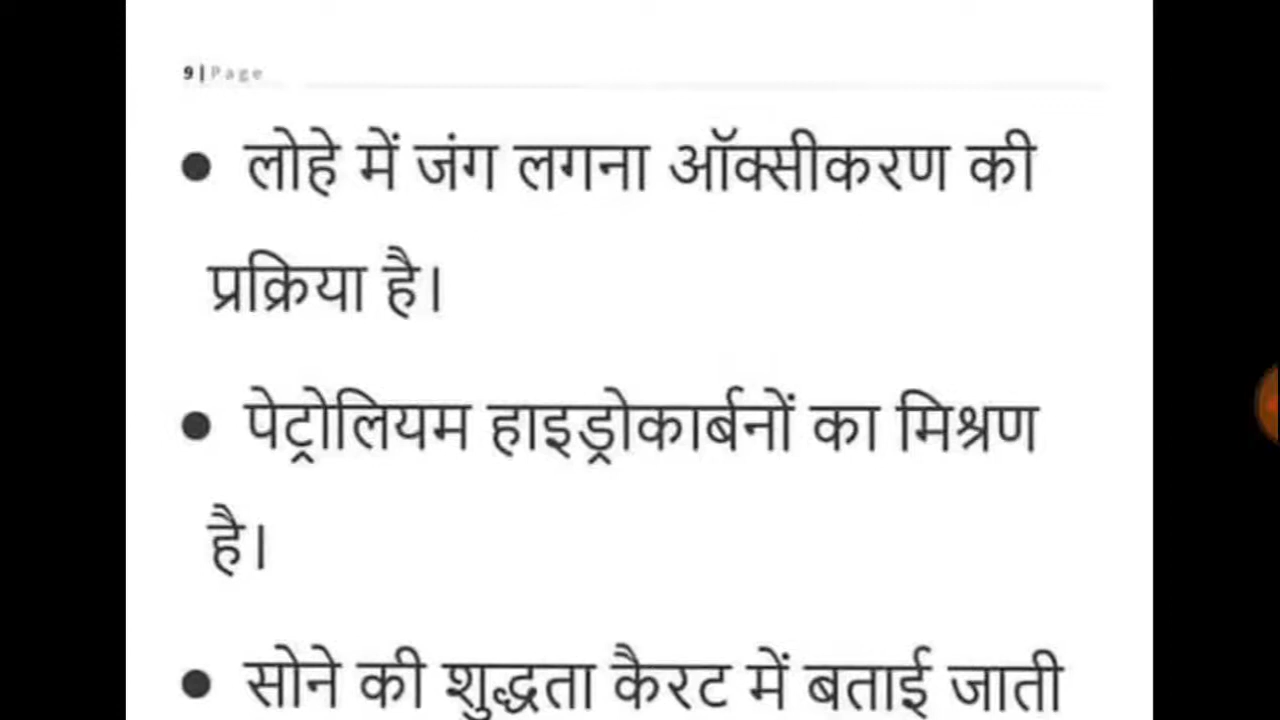 9 | Page
● लोहे में जंग लगना ऑक्सीकरण की
प्रक्रिया है।
● पेट्रोलियम हाइड्रोकार्बनों का मिश्रण
है।
● सोने की शुद्धता कैरट में बताई जाती